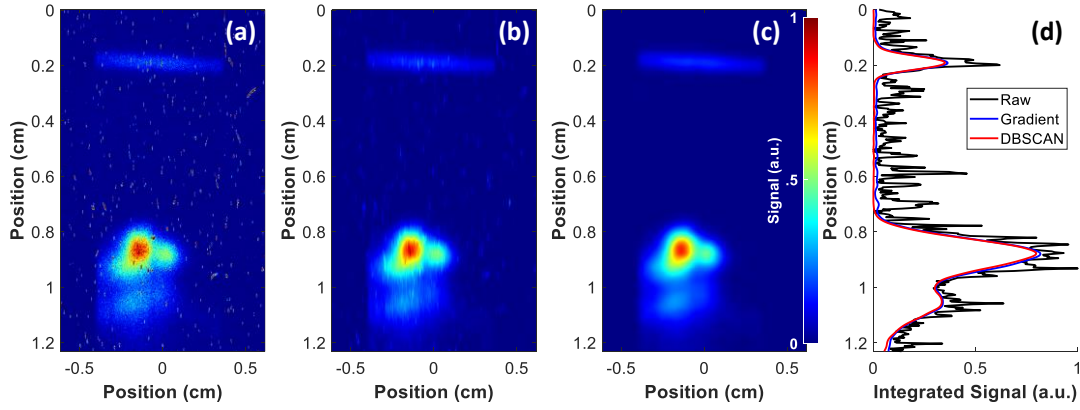 (a)
(b)
(c)
(d)
0
0.2
0.4
0.6
0.8
1
1.2
Position (cm)
-0.5
0
0.5
Position (cm)
0
0.2
0.4
0.6
0.8
1
1.2
Position (cm)
-0.5
0
0.5
Position (cm)
0
0.2
0.4
0.6
0.8
1
1.2
Position (cm)
-0.5
0
0.5
Position (cm)
1
.5
0
Signal (a.u.)
0
0.2
0.4
0.6
0.8
1
1.2
Position (cm)
Raw
Gradient
DBSCAN
0
0.5
1
Integrated Signal (a.u.)